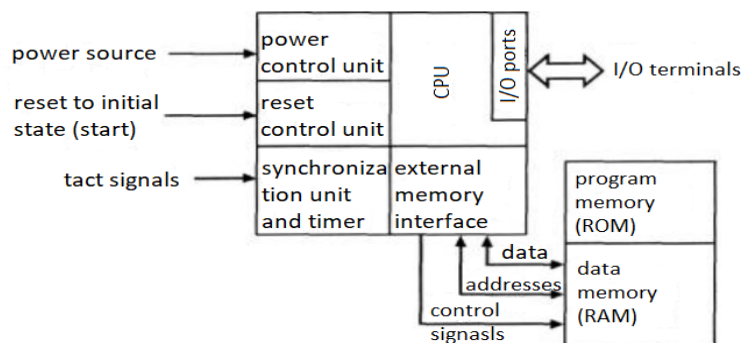 power source
power
control unit
CPU
I/O ports
I/O terminals
reset to initial
state (start)
reset
control unit
tact signals
synchroniza
tion unit
and timer
external
memory
interface
program
memory
(ROM)
data
addresses
control
signasls
data
memory
(RAM)